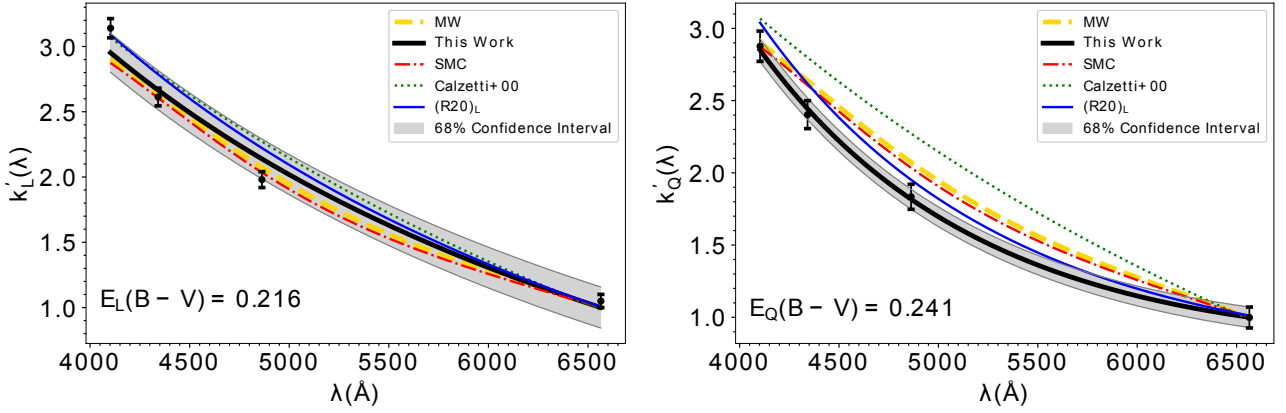 3.0
2.5
2.0
1.5
1.0
k′L(λ)
MW
This Work
SMC
Calzetti+00
(R20)L
68% Confidence Interval
EL(B − V) = 0.216
4000 4500 5000 5500 6000 6500
λ(Å)
3.0
2.5
2.0
1.5
1.0
k′Q(λ)
MW
This Work
SMC
Calzetti+00
(R20)L
68% Confidence Interval
EQ(B − V) = 0.241
4000 4500 5000 5500 6000 6500
λ(Å)